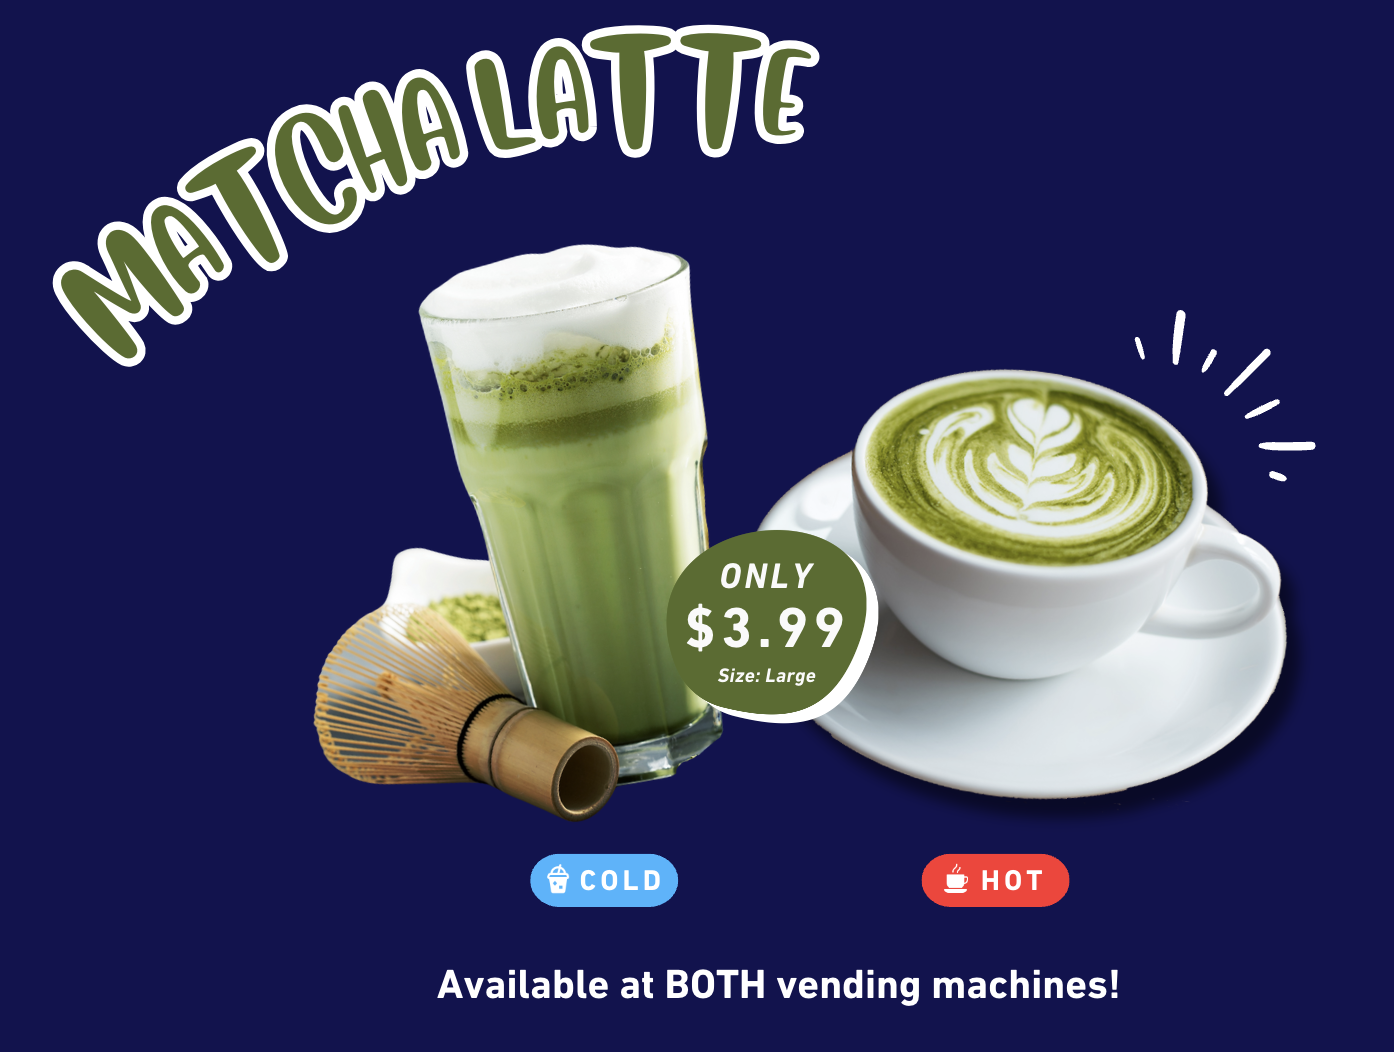 MATCHA LATTE
ONLY
$3.99
Size: Large
COLD
HOT
Available at BOTH vending machines!